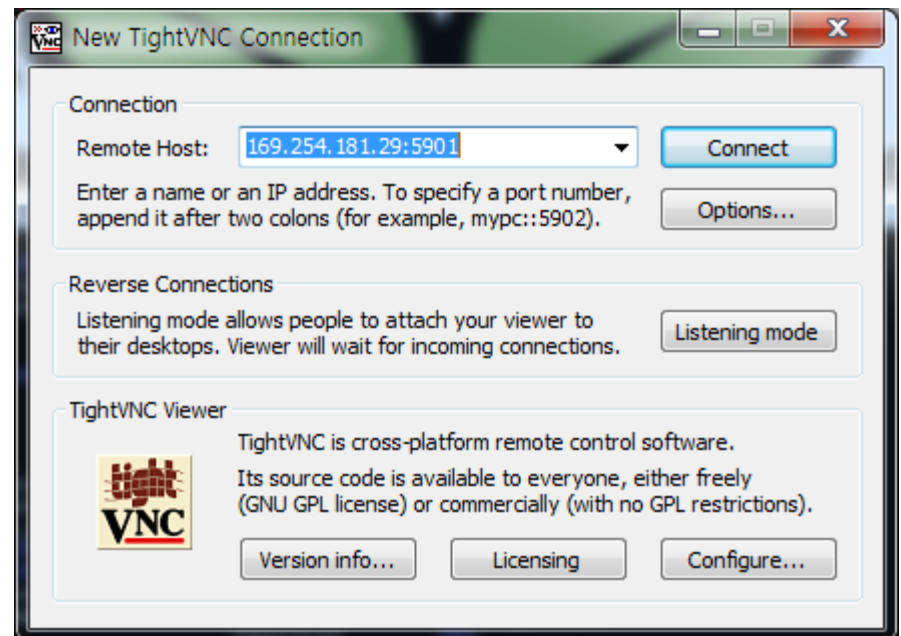 New TightVNC Connection
Connection
Remote Host:
169.254.181.29:5901
Connect
Enter a name or an IP address. To specify a port number,
append it after two colons (for example, mypc::5902).
Options...
Reverse Connections
Listening mode allows people to attach your viewer to
their desktops. Viewer will wait for incoming connections.
Listening mode
TightVNC Viewer
tight
VNC
TightVNC is cross-platform remote control software.
Its source code is available to everyone, either freely
(GNU GPL license) or commercially (with no GPL restrictions).
Version info...
Licensing
Configure...